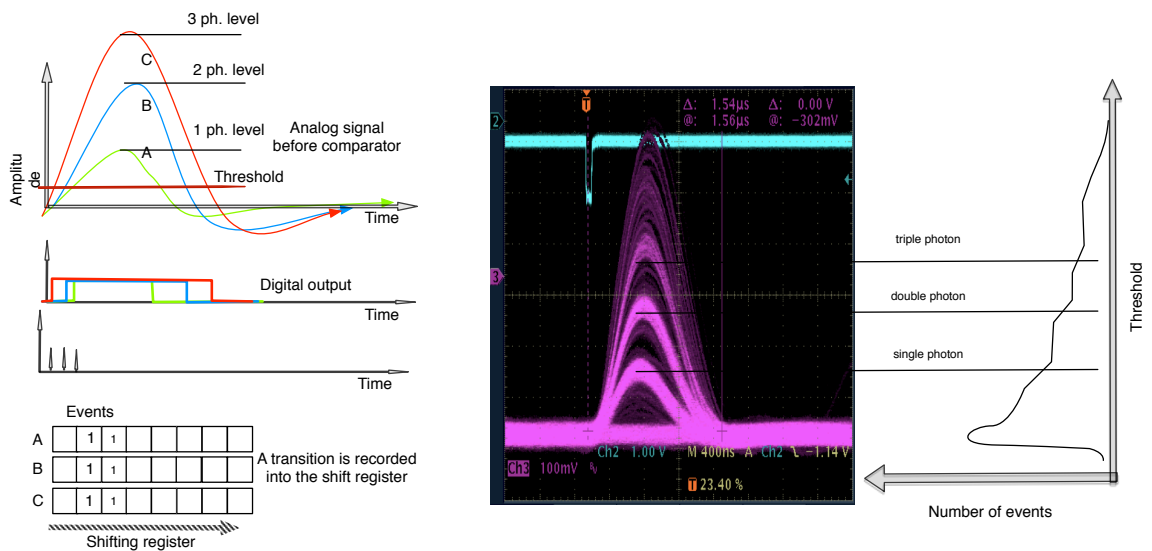 3 ph. level
C
2 ph. level
B
1 ph. level
A
Analog signal
before comparator
Threshold
Amplitu
de
Time
Digital output
Time
Time
Events
A 1 1
B 1 1
C 1 1
A transition is recorded
into the shift register
Shifting register
T
Δ: 1.54µs Δ: 0.00 V
@: 1.56µs @: −302mV
2
3
Ch2 1.00 V M 400ns A Ch2 -1.14 V
Ch3 100mV
T 23.40 %
triple photon
double photon
single photon
Threshold
Number of events